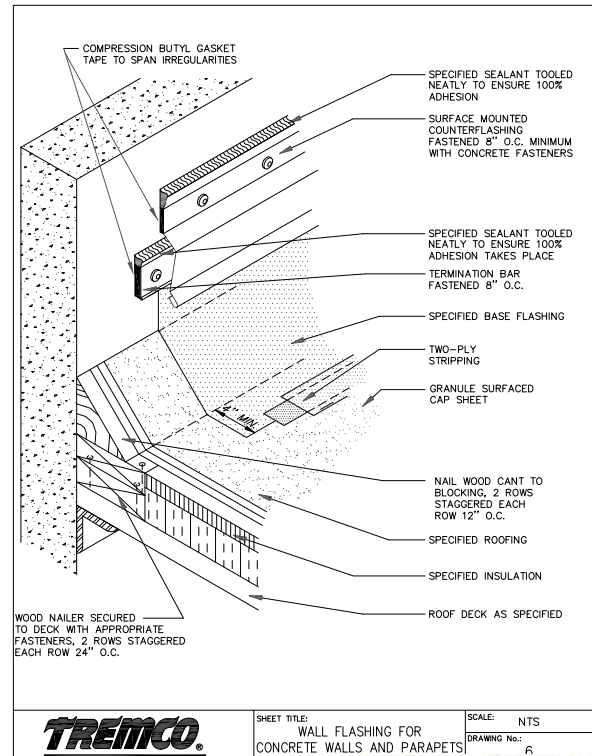 COMPRESSION BUTYL GASKET
TAPE TO SPAN IRREGULARITIES
SPECIFIED SEALANT TOOLED
NEATLY TO ENSURE 100%
ADHESION
SURFACE MOUNTED
COUNTERFLASHING
FASTENED 8" O.C. MINIMUM
WITH CONCRETE FASTENERS
SPECIFIED SEALANT TOOLED
NEATLY TO ENSURE 100%
ADHESION TAKES PLACE
TERMINATION BAR
FASTENED 8" O.C.
SPECIFIED BASE FLASHING
TWO-PLY
STRIPPING
GRANULE SURFACED
CAP SHEET
4" MIN.
NAIL WOOD CANT TO
BLOCKING, 2 ROWS
STAGGERED EACH
ROW 12" O.C.
SPECIFIED ROOFING
SPECIFIED INSULATION
ROOF DECK AS SPECIFIED
WOOD NAILER SECURED
TO DECK WITH APPROPRIATE
FASTENERS, 2 ROWS STAGGERED
EACH ROW 24" O.C.
TREMCO®
SHEET TITLE:
WALL FLASHING FOR
CONCRETE WALLS AND PARAPETS
SCALE: NTS
DRAWING No.:
6